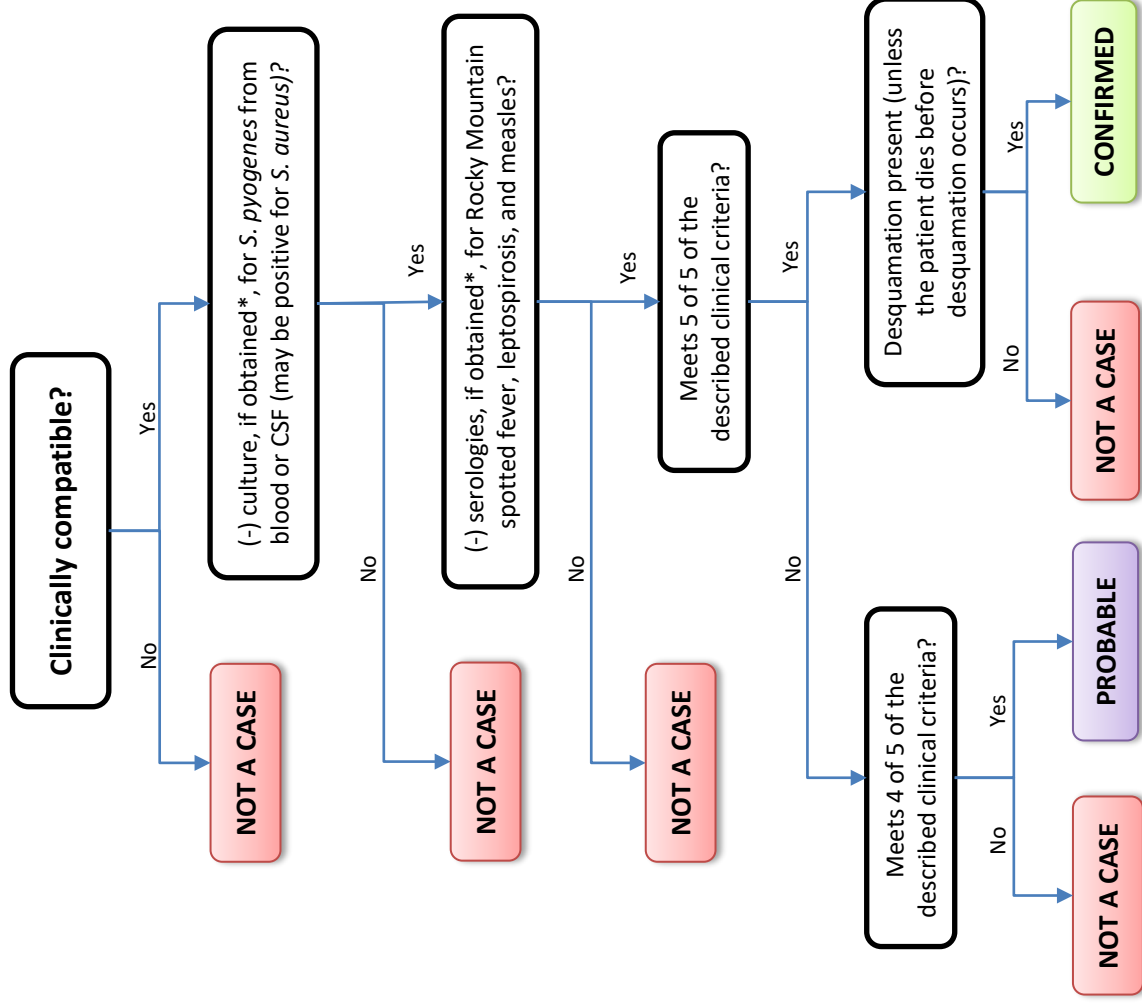 Clinically compatible?
No
Yes
NOT A CASE
(-) culture, if obtained*, for S. pyogenes from
blood or CSF (may be positive for S. aureus)?
No
Yes
NOT A CASE
(-) serologies, if obtained*, for Rocky Mountain
spotted fever, leptospirosis, and measles?
No
Yes
NOT A CASE
Meets 5 of 5 of the
described clinical criteria?
No
Yes
Meets 4 of 5 of the
described clinical criteria?
Desquamation present (unless
the patient dies before
desquamation occurs)?
No
Yes
No
Yes
NOT A CASE
PROBABLE
NOT A CASE
CONFIRMED